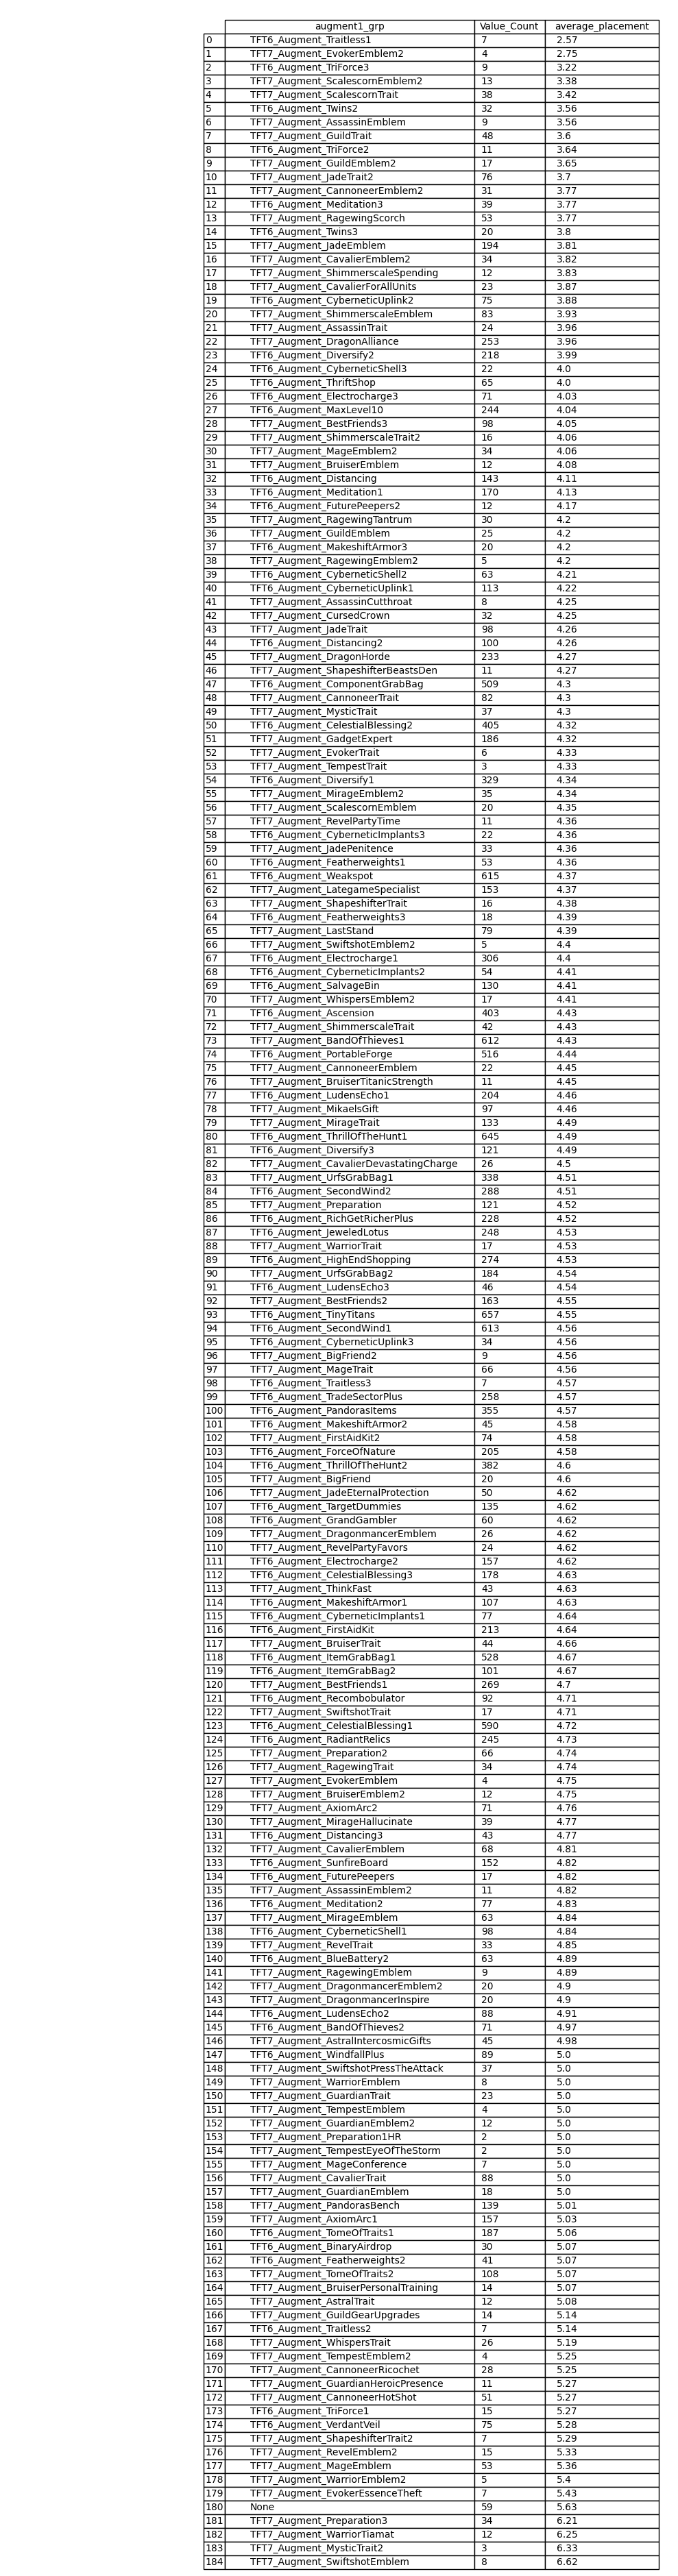 augment1_grp Value_Count average_placement
0 TFT6_Augment_Traitless1 7 2.57
1 TFT7_Augment_EvokerEmblem2 4 2.75
2 TFT6_Augment_TriForce3 9 3.22
3 TFT7_Augment_ScalescornEmblem2 13 3.38
4 TFT7_Augment_ScalescornTrait 38 3.42
5 TFT6_Augment_Twins2 32 3.56
6 TFT7_Augment_AssassinEmblem 9 3.56
7 TFT7_Augment_GuildTrait 48 3.6
8 TFT6_Augment_TriForce2 11 3.64
9 TFT7_Augment_GuildEmblem2 17 3.65
10 TFT7_Augment_JadeTrait2 76 3.7
11 TFT7_Augment_CannoneerEmblem2 31 3.77
12 TFT6_Augment_Meditation3 39 3.77
13 TFT7_Augment_RagewingScorch 53 3.77
14 TFT6_Augment_Twins3 20 3.8
15 TFT7_Augment_JadeEmblem 194 3.81
16 TFT7_Augment_CavalierEmblem2 34 3.82
17 TFT7_Augment_ShimmerscaleSpending 12 3.83
18 TFT7_Augment_CavalierForAllUnits 23 3.87
19 TFT6_Augment_CyberneticUplink2 75 3.88
20 TFT7_Augment_ShimmerscaleEmblem 83 3.93
21 TFT7_Augment_AssassinTrait 24 3.96
22 TFT7_Augment_DragonAlliance 253 3.96
23 TFT6_Augment_Diversify2 218 3.99
24 TFT6_Augment_CyberneticShell3 22 4.0
25 TFT6_Augment_ThriftShop 65 4.0
26 TFT6_Augment_Electrocharge3 71 4.03
27 TFT6_Augment_MaxLevel10 244 4.04
28 TFT7_Augment_BestFriends3 98 4.05
29 TFT7_Augment_ShimmerscaleTrait2 16 4.06
30 TFT7_Augment_MageEmblem2 34 4.06
31 TFT7_Augment_BruiserEmblem 12 4.08
32 TFT6_Augment_Distancing 143 4.11
33 TFT6_Augment_Meditation1 170 4.13
34 TFT6_Augment_FuturePeepers2 12 4.17
35 TFT7_Augment_RagewingTantrum 30 4.2
36 TFT7_Augment_GuildEmblem 25 4.2
37 TFT6_Augment_MakeshiftArmor3 20 4.2
38 TFT7_Augment_RagewingEmblem2 5 4.2
39 TFT6_Augment_CyberneticShell2 63 4.21
40 TFT6_Augment_CyberneticUplink1 113 4.22
41 TFT7_Augment_AssassinCutthroat 8 4.25
42 TFT7_Augment_CursedCrown 32 4.25
43 TFT7_Augment_JadeTrait 98 4.26
44 TFT6_Augment_Distancing2 100 4.26
45 TFT7_Augment_DragonHorde 233 4.27
46 TFT7_Augment_ShapeshifterBeastsDen 11 4.27
47 TFT6_Augment_ComponentGrabBag 509 4.3
48 TFT7_Augment_CannoneerTrait 82 4.3
49 TFT7_Augment_MysticTrait 37 4.3
50 TFT6_Augment_CelestialBlessing2 405 4.32
51 TFT7_Augment_GadgetExpert 186 4.32
52 TFT7_Augment_EvokerTrait 6 4.33
53 TFT7_Augment_TempestTrait 3 4.33
54 TFT6_Augment_Diversify1 329 4.34
55 TFT7_Augment_MirageEmblem2 35 4.34
56 TFT7_Augment_ScalescornEmblem 20 4.35
57 TFT7_Augment_RevelPartyTime 11 4.36
58 TFT6_Augment_CyberneticImplants3 22 4.36
59 TFT7_Augment_JadePenitence 33 4.36
60 TFT6_Augment_Featherweights1 53 4.36
61 TFT6_Augment_Weakspot 615 4.37
62 TFT7_Augment_LategameSpecialist 153 4.37
63 TFT7_Augment_ShapeshifterTrait 16 4.38
64 TFT6_Augment_Featherweights3 18 4.39
65 TFT7_Augment_LastStand 79 4.39
66 TFT7_Augment_SwiftshotEmblem2 5 4.4
67 TFT6_Augment_Electrocharge1 306 4.4
68 TFT6_Augment_CyberneticImplants2 54 4.41
69 TFT6_Augment_SalvageBin 130 4.41
70 TFT7_Augment_WhispersEmblem2 17 4.41
71 TFT6_Augment_Ascension 403 4.43
72 TFT7_Augment_ShimmerscaleTrait 42 4.43
73 TFT7_Augment_BandOfThieves1 612 4.43
74 TFT6_Augment_PortableForge 516 4.44
75 TFT7_Augment_CannoneerEmblem 22 4.45
76 TFT7_Augment_BruiserTitanicStrength 11 4.45
77 TFT6_Augment_LudensEcho1 204 4.46
78 TFT7_Augment_MikaelsGift 97 4.46
79 TFT7_Augment_MirageTrait 133 4.49
80 TFT6_Augment_ThrillOfTheHunt1 645 4.49
81 TFT6_Augment_Diversify3 121 4.49
82 TFT7_Augment_CavalierDevastatingCharge 26 4.5
83 TFT7_Augment_UrfsGrabBag1 338 4.51
84 TFT6_Augment_SecondWind2 288 4.51
85 TFT7_Augment_Preparation 121 4.52
86 TFT6_Augment_RichGetRicherPlus 228 4.52
87 TFT6_Augment_JeweledLotus 248 4.53
88 TFT7_Augment_WarriorTrait 17 4.53
89 TFT6_Augment_HighEndShopping 274 4.53
90 TFT7_Augment_UrfsGrabBag2 184 4.54
91 TFT6_Augment_LudensEcho3 46 4.54
92 TFT7_Augment_BestFriends2 163 4.55
93 TFT6_Augment_TinyTitans 657 4.55
94 TFT6_Augment_SecondWind1 613 4.56
95 TFT6_Augment_CyberneticUplink3 34 4.56
96 TFT7_Augment_BigFriend2 9 4.56
97 TFT7_Augment_MageTrait 66 4.56
98 TFT6_Augment_Traitless3 7 4.57
99 TFT6_Augment_TradeSectorPlus 258 4.57
100 TFT6_Augment_PandorasItems 355 4.57
101 TFT6_Augment_MakeshiftArmor2 45 4.58
102 TFT7_Augment_FirstAidKit2 74 4.58
103 TFT6_Augment_ForceOfNature 205 4.58
104 TFT6_Augment_ThrillOfTheHunt2 382 4.6
105 TFT7_Augment_BigFriend 20 4.6
106 TFT7_Augment_JadeEternalProtection 50 4.62
107 TFT6_Augment_TargetDummies 135 4.62
108 TFT6_Augment_GrandGambler 60 4.62
109 TFT7_Augment_DragonmancerEmblem 26 4.62
110 TFT7_Augment_RevelPartyFavors 24 4.62
111 TFT6_Augment_Electrocharge2 157 4.62
112 TFT6_Augment_CelestialBlessing3 178 4.63
113 TFT7_Augment_ThinkFast 43 4.63
114 TFT6_Augment_MakeshiftArmor1 107 4.63
115 TFT6_Augment_CyberneticImplants1 77 4.64
116 TFT6_Augment_FirstAidKit 213 4.64
117 TFT7_Augment_BruiserTrait 44 4.66
118 TFT6_Augment_ItemGrabBag1 528 4.67
119 TFT6_Augment_ItemGrabBag2 101 4.67
120 TFT7_Augment_BestFriends1 269 4.7
121 TFT6_Augment_Recombobulator 92 4.71
122 TFT7_Augment_SwiftshotTrait 17 4.71
123 TFT6_Augment_CelestialBlessing1 590 4.72
124 TFT6_Augment_RadiantRelics 245 4.73
125 TFT7_Augment_Preparation2 66 4.74
126 TFT7_Augment_RagewingTrait 34 4.74
127 TFT7_Augment_EvokerEmblem 4 4.75
128 TFT7_Augment_BruiserEmblem2 12 4.75
129 TFT7_Augment_AxiomArc2 71 4.76
130 TFT7_Augment_MirageHallucinate 39 4.77
131 TFT6_Augment_Distancing3 43 4.77
132 TFT7_Augment_CavalierEmblem 68 4.81
133 TFT6_Augment_SunfireBoard 152 4.82
134 TFT6_Augment_FuturePeepers 17 4.82
135 TFT7_Augment_AssassinEmblem2 11 4.82
136 TFT6_Augment_Meditation2 77 4.83
137 TFT7_Augment_MirageEmblem 63 4.84
138 TFT6_Augment_CyberneticShell1 98 4.84
139 TFT7_Augment_RevelTrait 33 4.85
140 TFT6_Augment_BlueBattery2 63 4.89
141 TFT7_Augment_RagewingEmblem 9 4.89
142 TFT7_Augment_DragonmancerEmblem2 20 4.9
143 TFT7_Augment_DragonmancerInspire 20 4.9
144 TFT6_Augment_LudensEcho2 88 4.91
145 TFT6_Augment_BandOfThieves2 71 4.97
146 TFT7_Augment_AstralIntercosmicGifts 45 4.98
147 TFT6_Augment_WindfallPlus 89 5.0
148 TFT7_Augment_SwiftshotPressTheAttack 37 5.0
149 TFT7_Augment_WarriorEmblem 8 5.0
150 TFT7_Augment_GuardianTrait 23 5.0
151 TFT7_Augment_TempestEmblem 4 5.0
152 TFT7_Augment_GuardianEmblem2 12 5.0
153 TFT7_Augment_Preparation1HR 2 5.0
154 TFT7_Augment_TempestEyeOfTheStorm 2 5.0
155 TFT7_Augment_MageConference 7 5.0
156 TFT7_Augment_CavalierTrait 88 5.0
157 TFT7_Augment_GuardianEmblem 18 5.0
158 TFT7_Augment_PandorasBench 139 5.01
159 TFT7_Augment_AxiomArc1 157 5.03
160 TFT6_Augment_TomeOfTraits1 187 5.06
161 TFT6_Augment_BinaryAirdrop 30 5.07
162 TFT6_Augment_Featherweights2 41 5.07
163 TFT7_Augment_TomeOfTraits2 108 5.07
164 TFT7_Augment_BruiserPersonalTraining 14 5.07
165 TFT7_Augment_AstralTrait 12 5.08
166 TFT7_Augment_GuildGearUpgrades 14 5.14
167 TFT6_Augment_Traitless2 7 5.14
168 TFT7_Augment_WhispersTrait 26 5.19
169 TFT7_Augment_TempestEmblem2 4 5.25
170 TFT7_Augment_CannoneerRicochet 28 5.25
171 TFT7_Augment_GuardianHeroicPresence 11 5.27
172 TFT7_Augment_CannoneerHotShot 51 5.27
173 TFT6_Augment_TriForce1 15 5.27
174 TFT6_Augment_VerdantVeil 75 5.28
175 TFT7_Augment_ShapeshifterTrait2 7 5.29
176 TFT7_Augment_RevelEmblem2 15 5.33
177 TFT7_Augment_MageEmblem 53 5.36
178 TFT7_Augment_WarriorEmblem2 5 5.4
179 TFT7_Augment_EvokerEssenceTheft 7 5.43
180 None 59 5.63
181 TFT7_Augment_Preparation3 34 6.21
182 TFT7_Augment_WarriorTiamat 12 6.25
183 TFT7_Augment_MysticTrait2 3 6.33
184 TFT7_Augment_SwiftshotEmblem 8 6.62